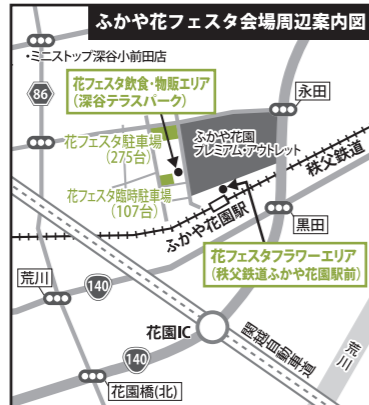 ふかや花フェスタ会場周辺案内図
・ミニストップ深谷小前田店
86
花フェスタ飲食・物販エリア
(深谷テラスパーク)
永田
花フェスタ駐車場
(275台)
ふかや花園
プレミアム・アウトレット
秩父鉄道
花フェスタ臨時駐車場
(107台)
ふかや花園駅
黒田
花フェスタフラワーエリア
(秩父鉄道ふかや花園駅前)
荒川
140
花園IC
関越自動車道
荒川
140
花園橋(北)